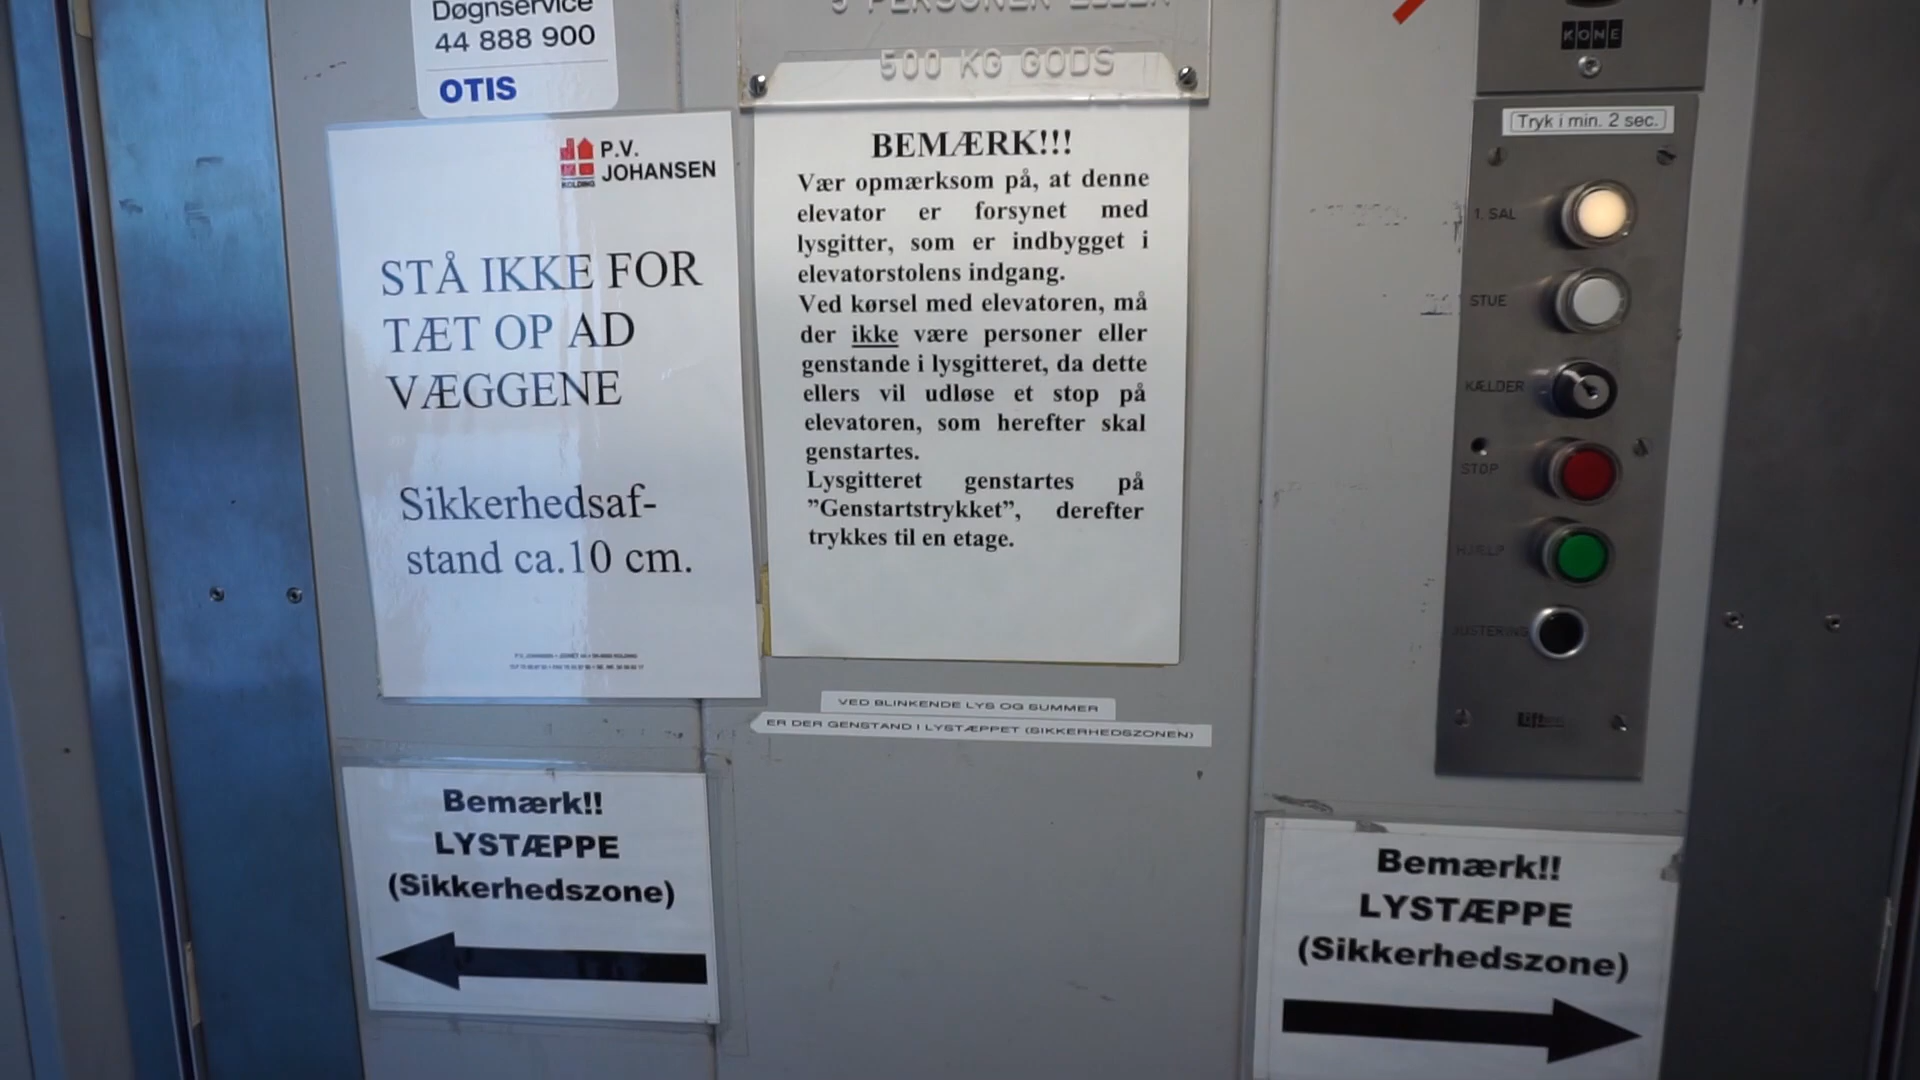 Døgnservice
44 888 900
OTIS
5 PERSONER ELLER
500 KG GODS
P.V.
JOHANSEN
KOLDING
STÅ IKKE FOR
TÆT OP AD
VÆGGENE
Sikkerhedsaf-
stand ca.10 cm.
BEMÆRK!!!
Vær opmærksom på, at denne
elevator er forsynet med
lysgitter, som er indbygget i
elevatorstolens indgang.
Ved kørsel med elevatoren, må
der ikke være personer eller
genstande i lysgitteret, da dette
ellers vil udløse et stop på
elevatoren, som herefter skal
genstartes.
Lysgitteret genstartes på
”Genstartstrykket”, derefter
trykkes til en etage.
VED BLINKENDE LYS OG SUMMER
ER DER GENSTAND I LYSTÆPPET (SIKKERHEDSZONEN)
Bemærk!!
LYSTÆPPE
(Sikkerhedszone)
KONE
Tryk i min. 2 sec.
1. SAL
STUE
KÆLDER
STOP
HJÆLP
JUSTERING
Lift
Bemærk!!
LYSTÆPPE
(Sikkerhedszone)